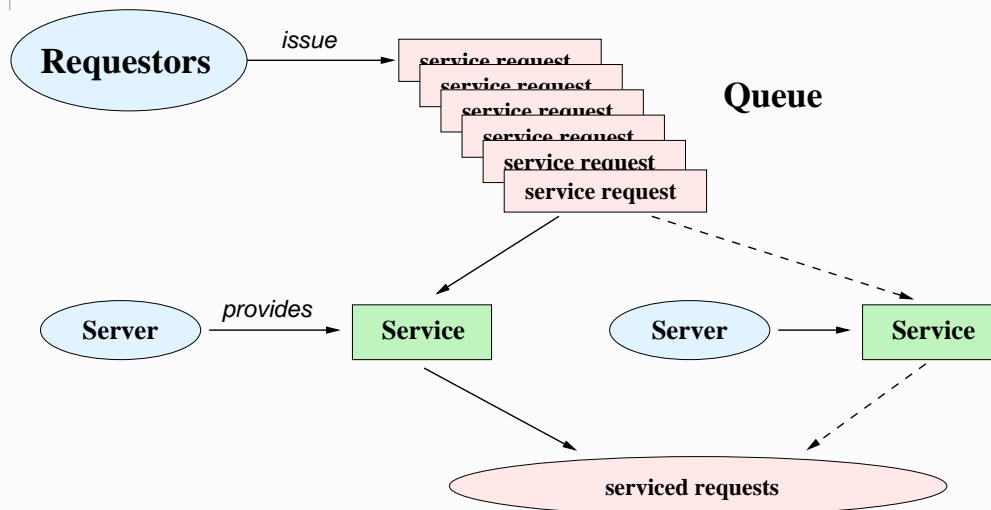 Requestors
issue
service request
service request
service request
service request
service request
service request
Queue
Server
provides
Service
Server
Service
serviced requests